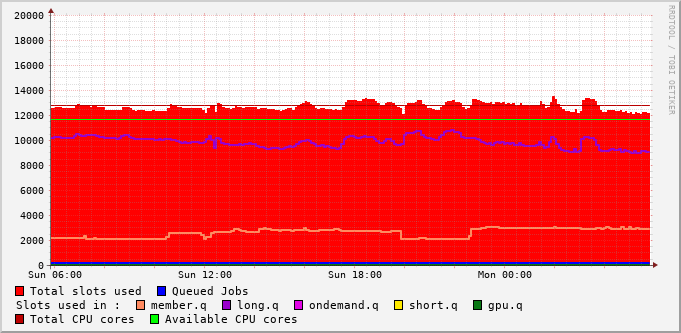 20000
18000
16000
14000
12000
10000
8000
6000
4000
2000
0
Sun 06:00 Sun 12:00 Sun 18:00 Mon 00:00
Total slots used Queued Jobs
Slots used in : member.q long.q ondemand.q short.q gpu.q
Total CPU cores Available CPU cores
RRDTOOL / TOBI OETIKER